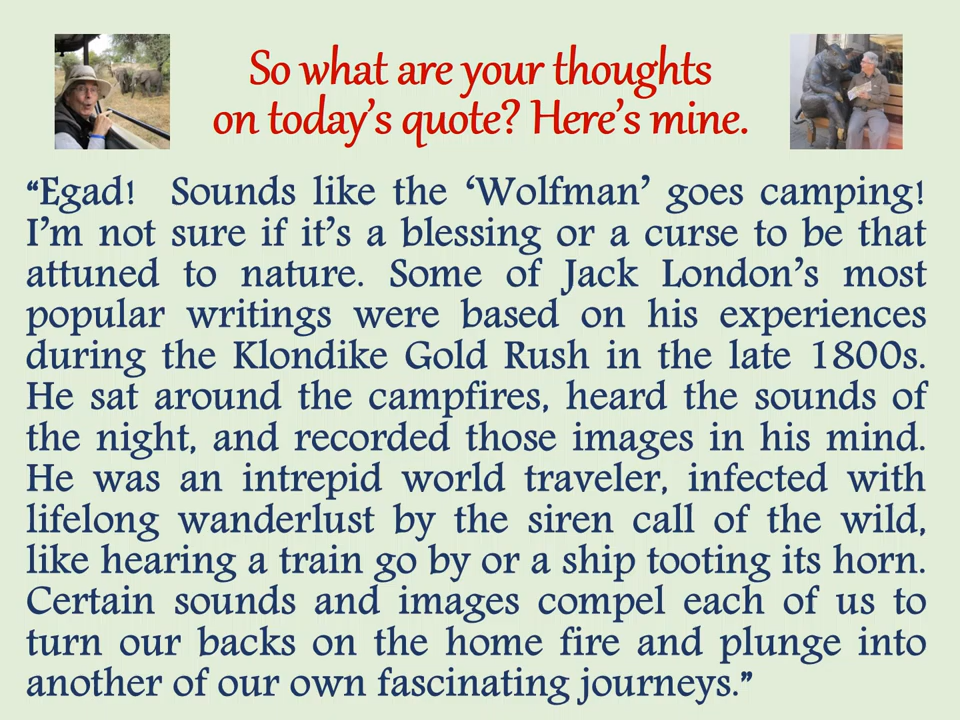 So what are your thoughts
on today’s quote? Here’s mine.
“Egad! Sounds like the ‘Wolfman’ goes camping!
I’m not sure if it’s a blessing or a curse to be that
attuned to nature. Some of Jack London’s most
popular writings were based on his experiences
during the Klondike Gold Rush in the late 1800s.
He sat around the campfires, heard the sounds of
the night, and recorded those images in his mind.
He was an intrepid world traveler, infected with
lifelong wanderlust by the siren call of the wild,
like hearing a train go by or a ship tooting its horn.
Certain sounds and images compel each of us to
turn our backs on the home fire and plunge into
another of our own fascinating journeys.”